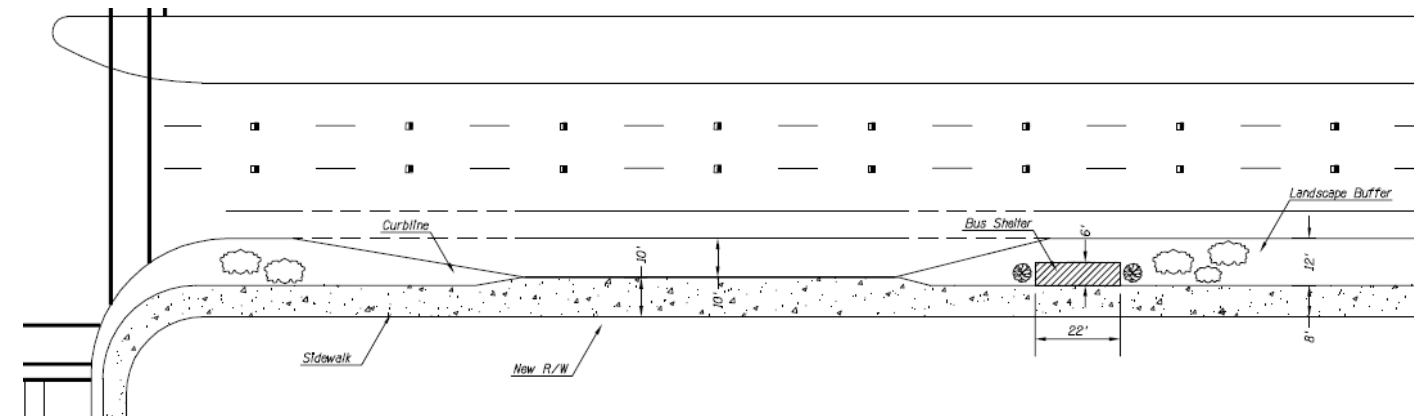 Landscape Buffer
Curbline
Bus Shelter
6'
10'
12'
10'
22'
8'
Sidewalk
New R/W